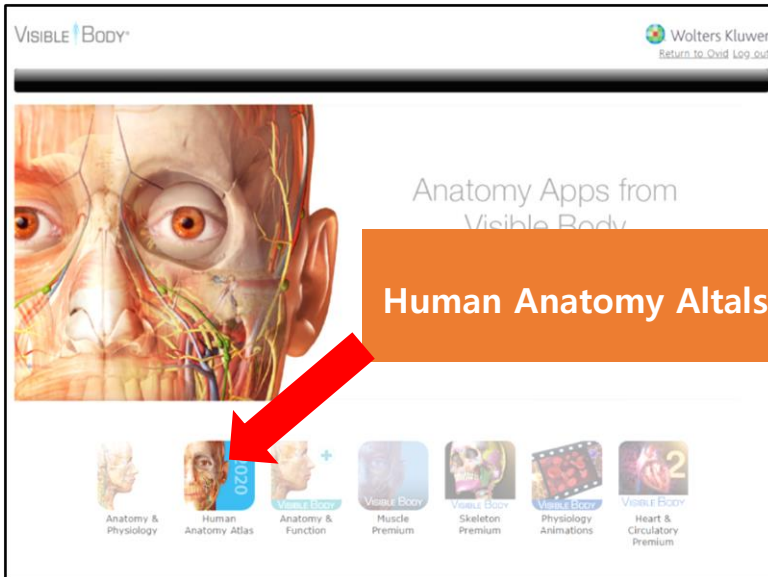 VISIBLE BODY®
Wolters Kluwer
Return to Ovid Log out
Anatomy Apps from
Visible Body
Human Anatomy Altals
2020
VISIBLE BODY
VISIBLE BODY
VISIBLE BODY
VISIBLE BODY
2
VISIBLE BODY
Anatomy &
Physiology
Human
Anatomy Atlas
Anatomy &
Function
Muscle
Premium
Skeleton
Premium
Physiology
Animations
Heart &
Circulatory
Premium